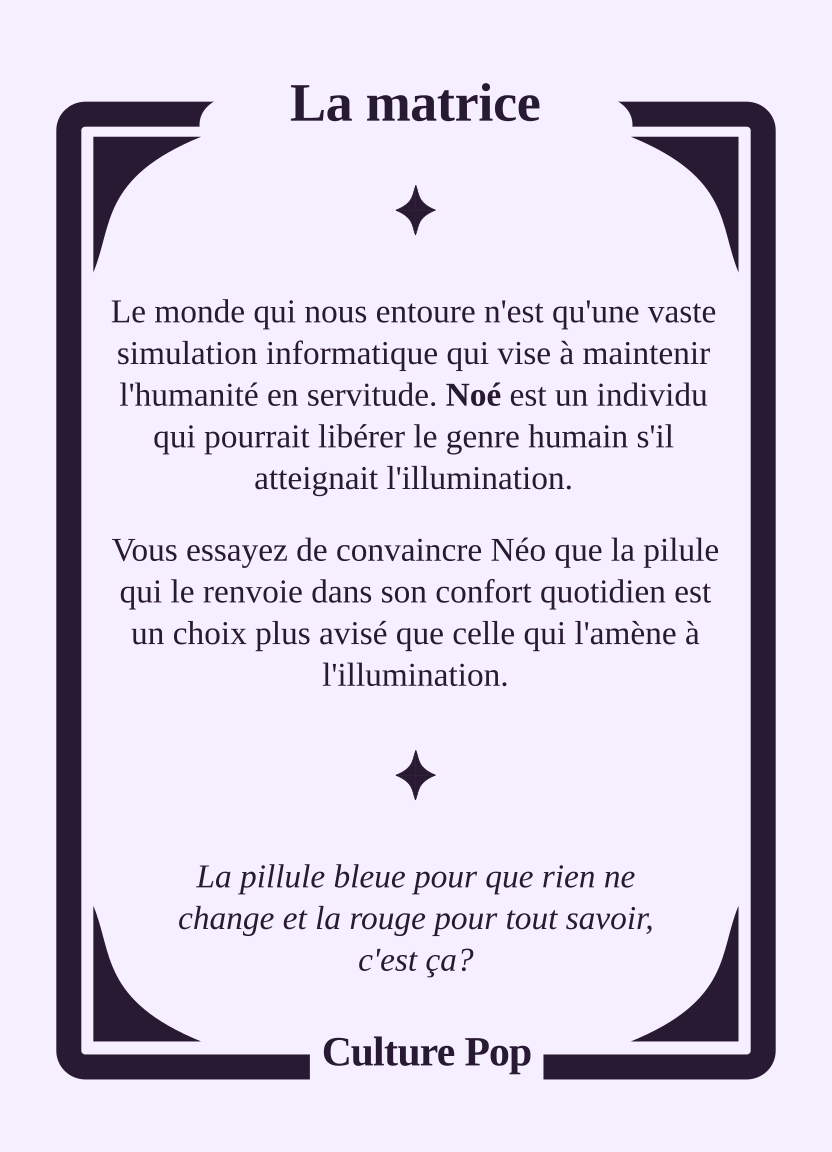 La matrice
Le monde qui nous entoure n'est qu'une vaste
simulation informatique qui vise à maintenir
l'humanité en servitude. Noé est un individu
qui pourrait libérer le genre humain s'il
atteignait l'illumination.
Vous essayez de convaincre Néo que la pilule
qui le renvoie dans son confort quotidien est
un choix plus avisé que celle qui l'amène à
l'illumination.
La pillule bleue pour que rien ne
change et la rouge pour tout savoir,
c'est ça?
Culture Pop